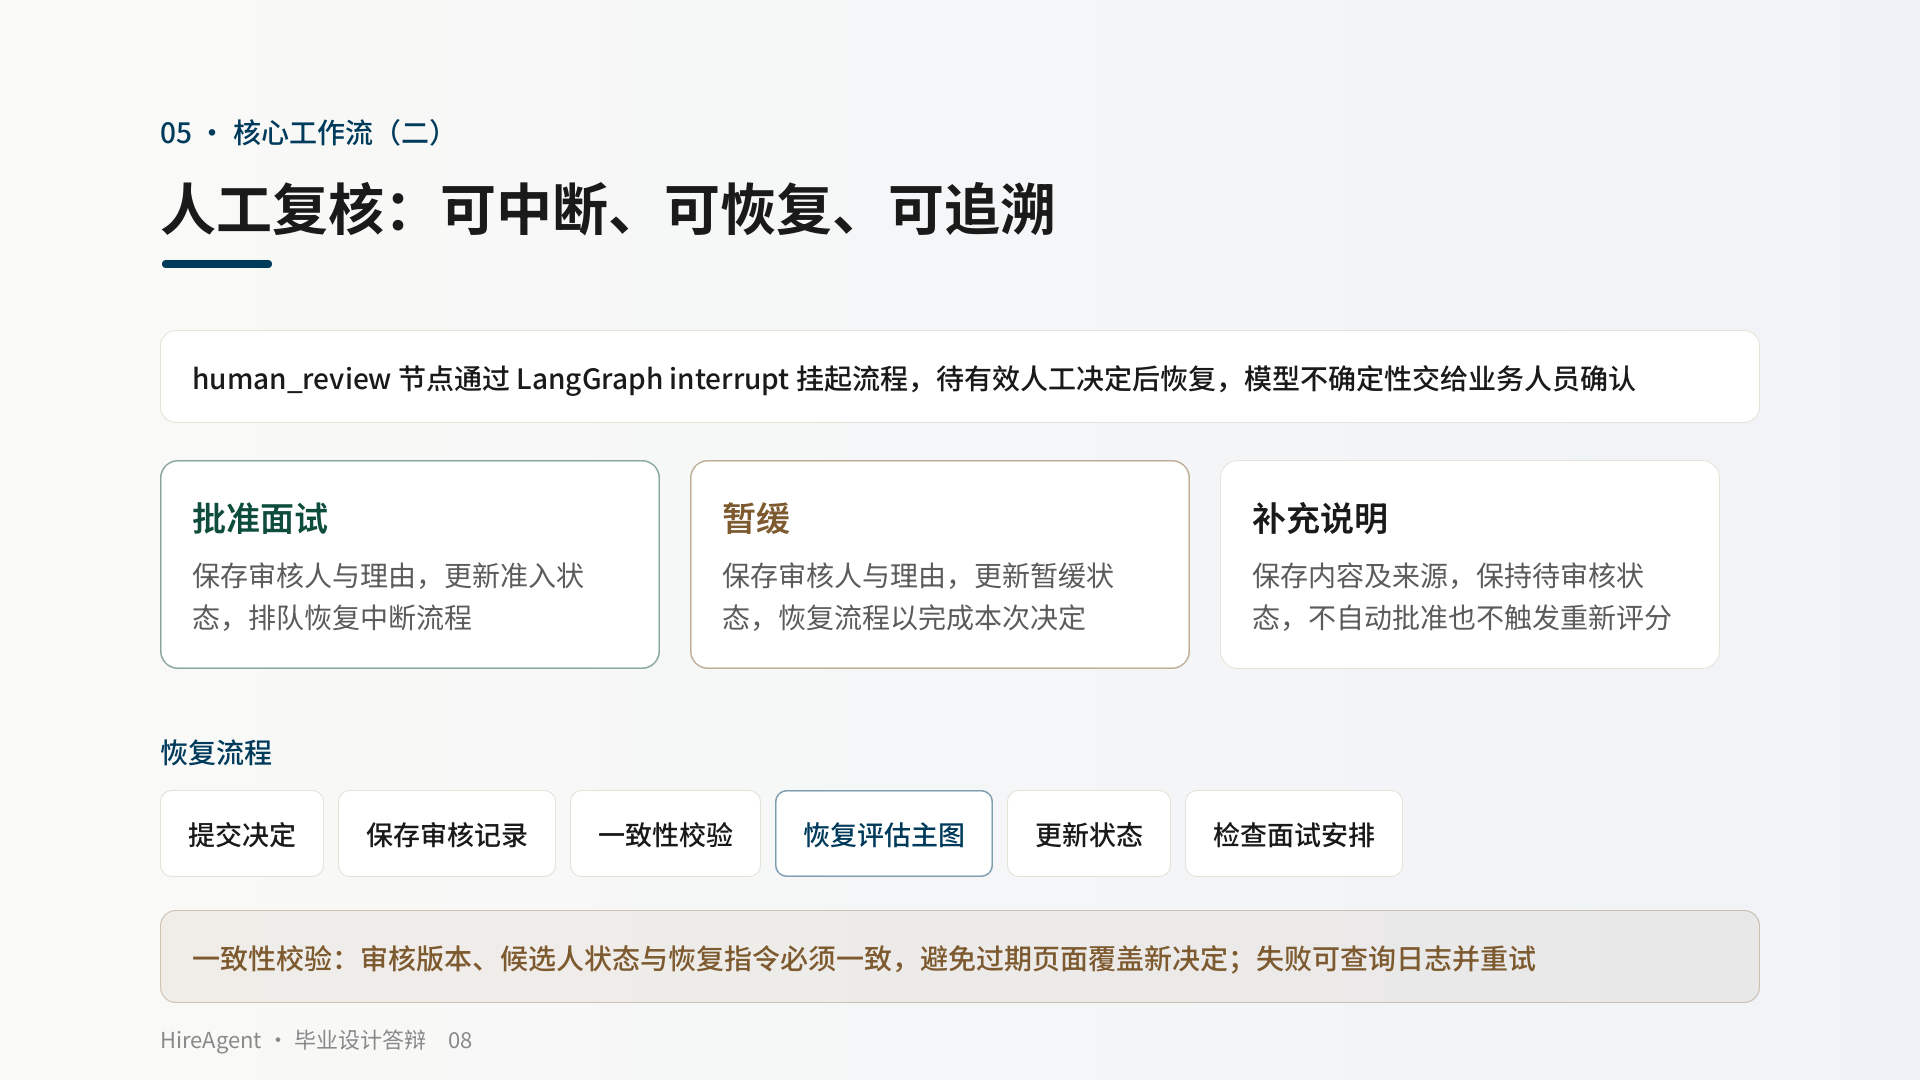 05 • 核心工作流（二）
人工复核：可中断、可恢复、可追溯
human_review 节点通过 LangGraph interrupt 挂起流程，待有效人工决定后恢复，模型不确定性交给业务人员确认
批准面试
保存审核人与理由，更新准入状
态，排队恢复中断流程
暂缓
保存审核人与理由，更新暂缓状
态，恢复流程以完成本次决定
补充说明
保存内容及来源，保持待审核状
态，不自动批准也不触发重新评分
恢复流程
提交决定
保存审核记录
一致性校验
恢复评估主图
更新状态
检查面试安排
一致性校验：审核版本、候选人状态与恢复指令必须一致，避免过期页面覆盖新决定；失败可查询日志并重试
HireAgent • 毕业设计答辩 08